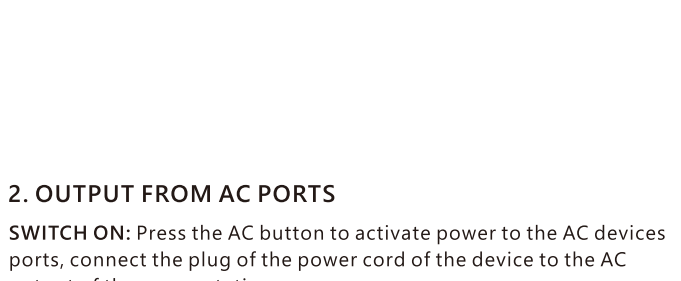 2. OUTPUT FROM AC PORTS
SWITCH ON: Press the AC button to activate power to the AC devices
ports, connect the plug of the power cord of the device to the AC